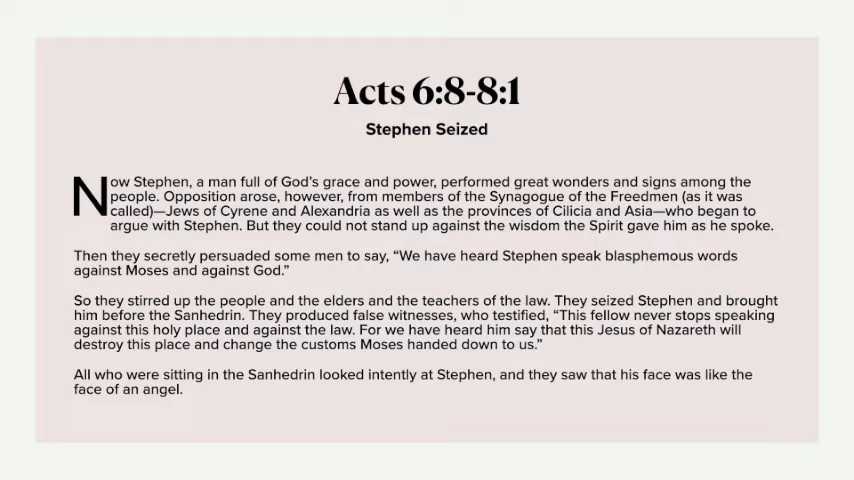 Acts 6:8-8:1
Stephen Seized
Now Stephen, a man full of God’s grace and power, performed great wonders and signs among the
people. Opposition arose, however, from members of the Synagogue of the Freedmen (as it was
called)—Jews of Cyrene and Alexandria as well as the provinces of Cilicia and Asia—who began to
argue with Stephen. But they could not stand up against the wisdom the Spirit gave him as he spoke.
Then they secretly persuaded some men to say, “We have heard Stephen speak blasphemous words
against Moses and against God.”
So they stirred up the people and the elders and the teachers of the law. They seized Stephen and brought
him before the Sanhedrin. They produced false witnesses, who testified, “This fellow never stops speaking
against this holy place and against the law. For we have heard him say that this Jesus of Nazareth will
destroy this place and change the customs Moses handed down to us.”
All who were sitting in the Sanhedrin looked intently at Stephen, and they saw that his face was like the
face of an angel.